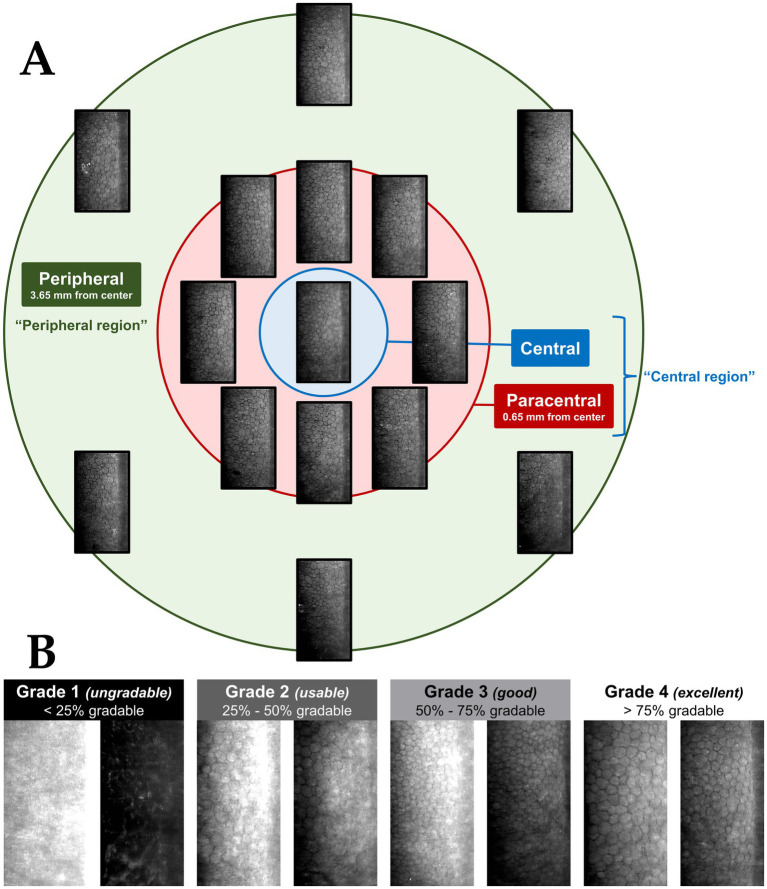 A
Peripheral
3.65 mm from center
“Peripheral region”
Central
“Central region”
Paracentral
0.65 mm from center
B
Grade 1 (ungradable)
< 25% gradable
Grade 2 (usable)
25% - 50% gradable
Grade 3 (good)
50% - 75% gradable
Grade 4 (excellent)
> 75% gradable